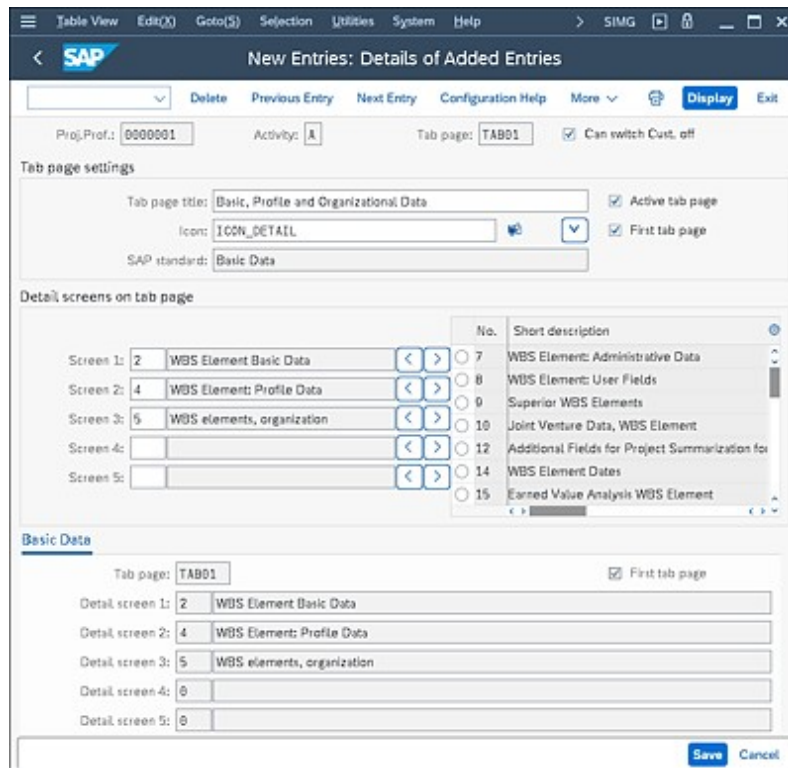 Table View Edit(X) Goto(S) Selection Utilities System Help SIMG
SAP New Entries: Details of Added Entries
Delete Previous Entry Next Entry Configuration Help More Display Exit
Proj.Prof.: 0000001 Activity: A Tab page: TAB01 Can switch Cust. off
Tab page settings
Tab page title: Basic, Profile and Organizational Data Active tab page
Icon: ICON_DETAIL First tab page
SAP standard: Basic Data
Detail screens on tab page
No. Short description
Screen 1: 2 WBS Element Basic Data 7 WBS Element: Administrative Data
Screen 2: 4 WBS Element: Profile Data 8 WBS Element: User Fields
Screen 3: 5 WBS elements, organization 9 Superior WBS Elements
10 Joint Venture Data, WBS Element
Screen 4: 12 Additional Fields for Project Summarization for
Screen 5: 14 WBS Element Dates
15 Earned Value Analysis WBS Element
Basic Data
Tab page: TAB01 First tab page
Detail screen 1: 2 WBS Element Basic Data
Detail screen 2: 4 WBS Element: Profile Data
Detail screen 3: 5 WBS elements, organization
Detail screen 4: 0
Detail screen 5: 0
Save Cancel